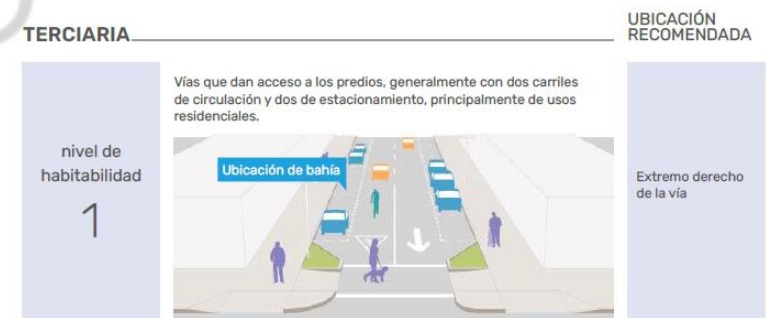 TERCIARIA
UBICACIÓN
RECOMENDADA
nivel de
habitabilidad
1
Vías que dan acceso a los predios, generalmente con dos carriles
de circulación y dos de estacionamiento, principalmente de usos
residenciales.
Ubicación de bahía
Extremo derecho
de la vía